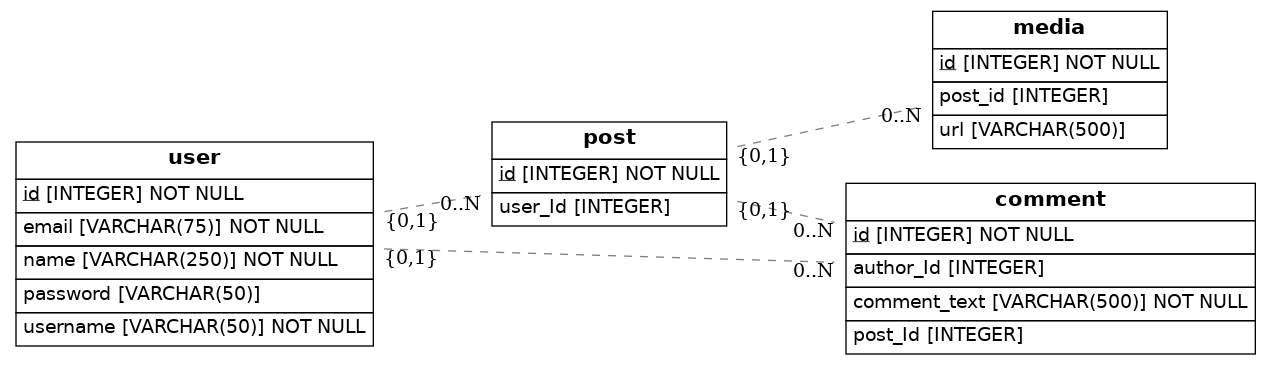 media
id [INTEGER] NOT NULL
post_id [INTEGER]
url [VARCHAR(500)]
0..N
{0,1}
post
id [INTEGER] NOT NULL
user_Id [INTEGER]
0..N
{0,1}
{0,1}
0..N
user
id [INTEGER] NOT NULL
email [VARCHAR(75)] NOT NULL
name [VARCHAR(250)] NOT NULL
password [VARCHAR(50)]
username [VARCHAR(50)] NOT NULL
{0,1}
0..N
comment
id [INTEGER] NOT NULL
author_Id [INTEGER]
comment_text [VARCHAR(500)] NOT NULL
post_Id [INTEGER]